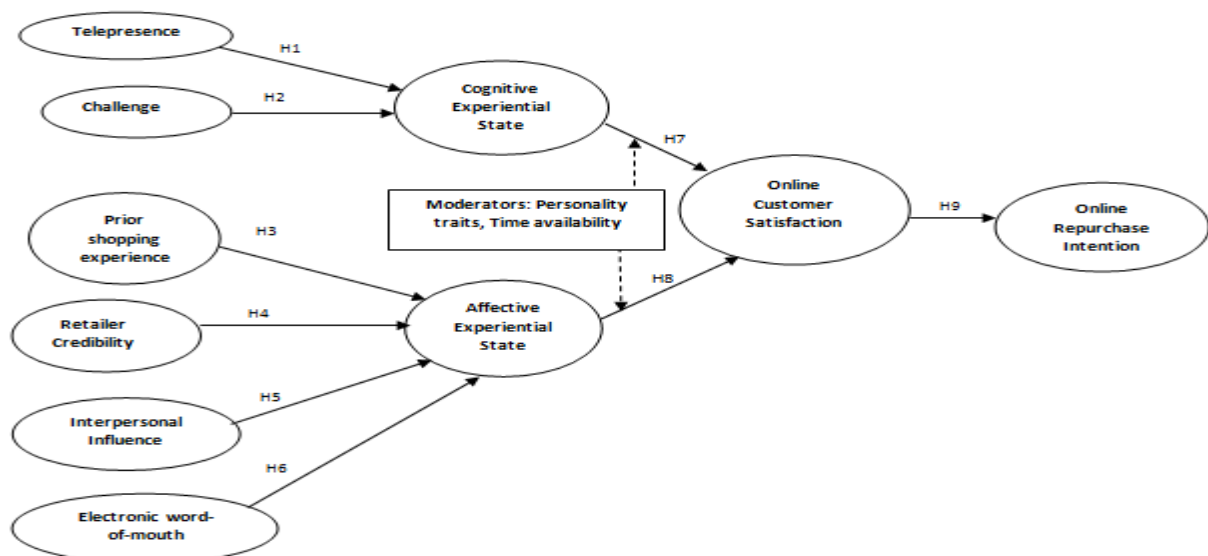 Telepresence
H1
Challenge
H2
Cognitive
Experiential
State
H7
Moderators: Personality
traits, Time availability
Online
Customer
Satisfaction
H9
Online
Repurchase
Intention
Prior
shopping
experience
H3
H8
Retailer
Credibility
H4
Affective
Experiential
State
Interpersonal
Influence
H5
H6
Electronic word-
of-mouth